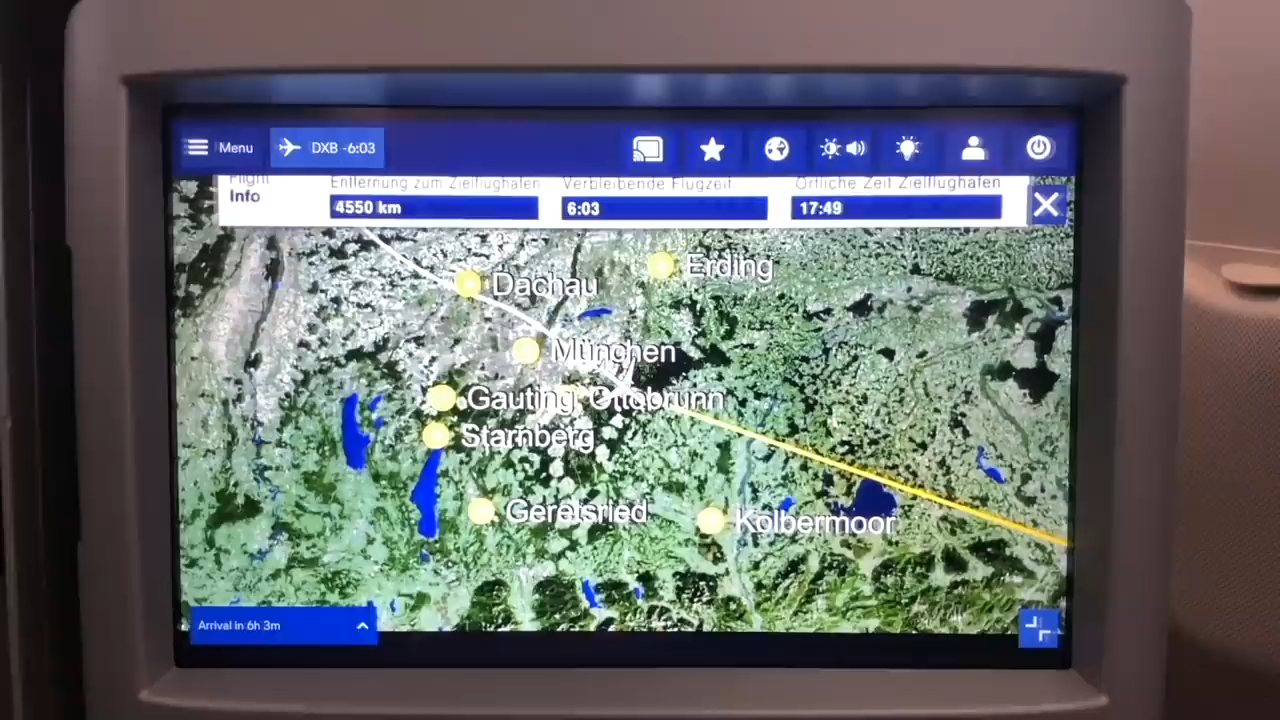 Menu
DXB -6:03
Flight
Info
Entfernung zum Zielflughafen
4550 km
Verbleibende Flugzeit
6:03
Örtliche Zeit Zielflughafen
17:49
Dachau
Erding
München
Gauting
Ottobrunn
Starnberg
Geretsried
Kolbermoor
Arrival in 6h 3m